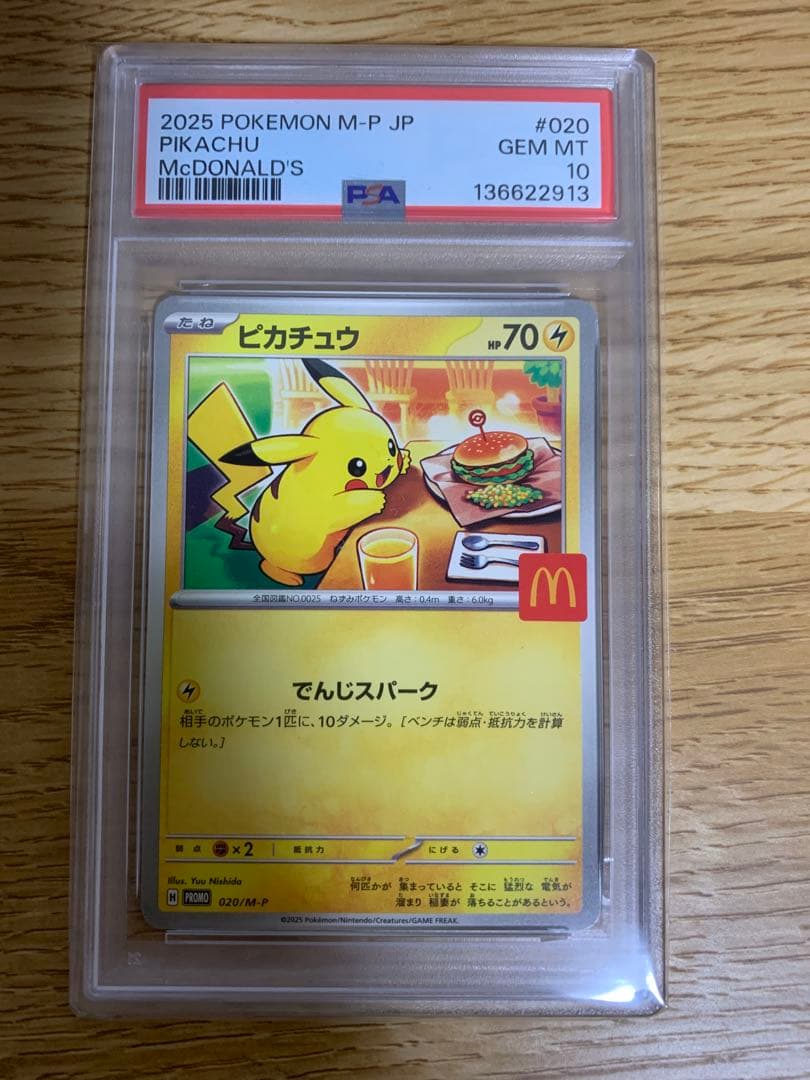 2025 POKEMON M-P JP #020
PIKACHU GEM MT
McDONALD'S 10
PSA 136622913
たね ピカチュウ HP70
全国図鑑NO.0025 ねずみポケモン 高さ:0.4m 重さ:6.0kg
でんじスパーク
相手のポケモン1匹に、10ダメージ。[ベンチは弱点・抵抗力を計算
しない。]
弱点 ×2 抵抗力 にげる
Illus. Yuu Nishida
何匹かが 集まっていると そこに 猛烈な 電気が
溜まり 稲妻が 落ちることがあるという。
H PROMO 020/M-P
©2025 Pokémon/Nintendo/Creatures/GAME FREAK.